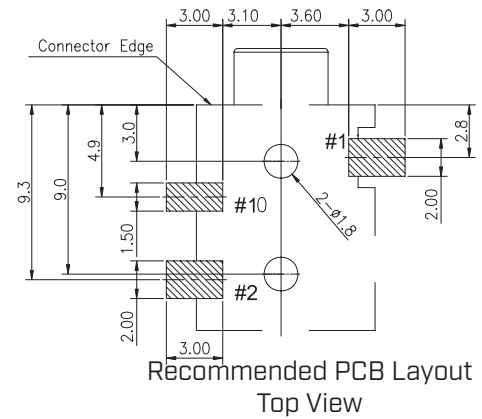 3.00 3.10 3.60 3.00
Connector Edge
9.3
9.0
4.9
3.0
#1
2.8
2.00
#10
2-ø1.8
1.50
#2
2.00
3.00
Recommended PCB Layout
Top View